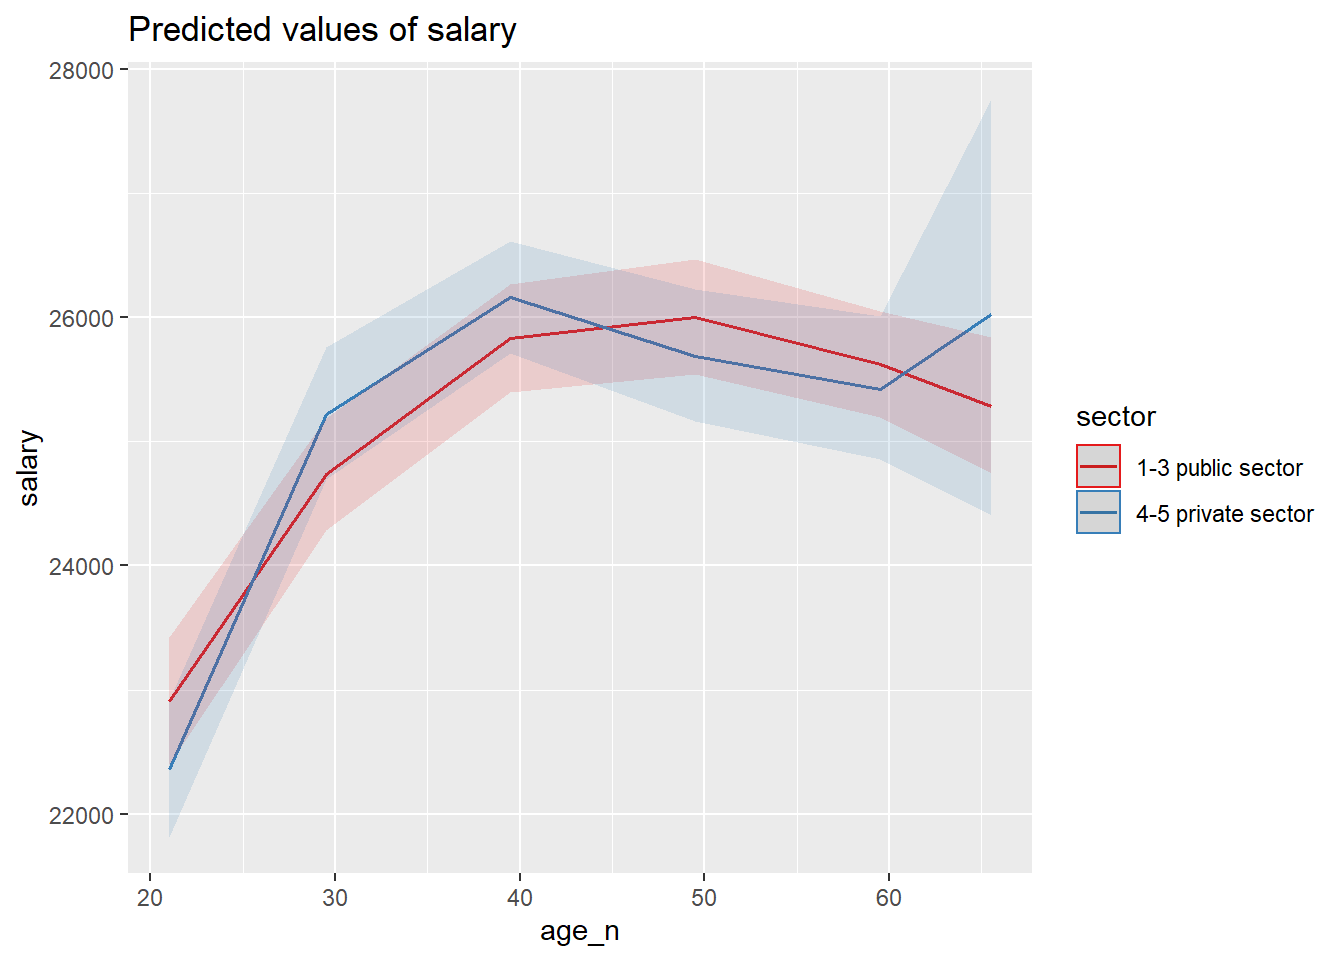 Predicted values of salary
28000
26000
24000
22000
salary
20
30
40
50
60
age_n
sector
1-3 public sector
4-5 private sector